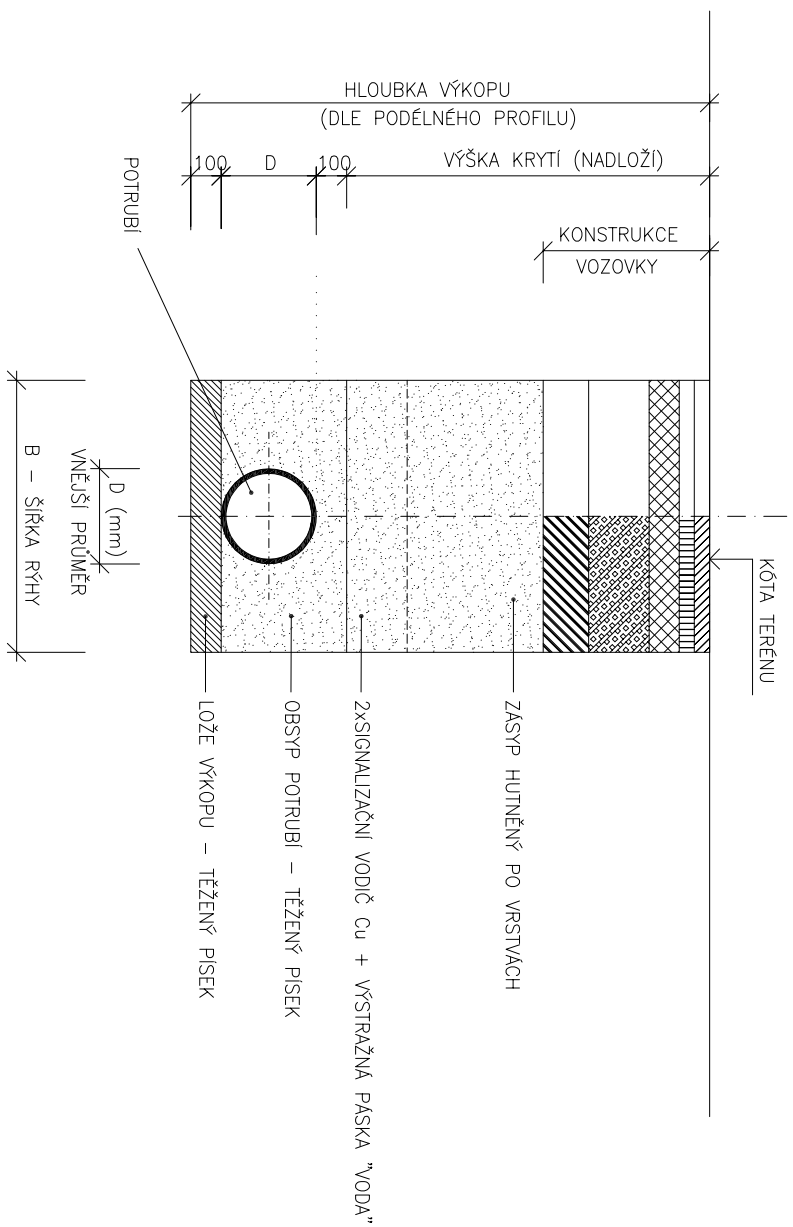 HLOUBKA VÝKOPU
(DLE PODÉLNÉHO PROFILU)
100
D
100
VÝŠKA KRYTÍ (NADLOŽÍ)
KONSTRUKCE
VOZOVKY
POTRUBÍ
KÓTA TERÉNU
ZÁSYP HUTNĚNÝ PO VRSTVÁCH
2xSIGNALIZAČNÍ VODIČ Cu + VÝSTRAŽNÁ PÁSKA "VODA"
OBSYP POTRUBÍ – TĚŽENÝ PÍSEK
LOŽE VÝKOPU – TĚŽENÝ PÍSEK
D (mm)
VNĚJŠÍ PRŮMĚR
B – ŠÍŘKA RÝHY